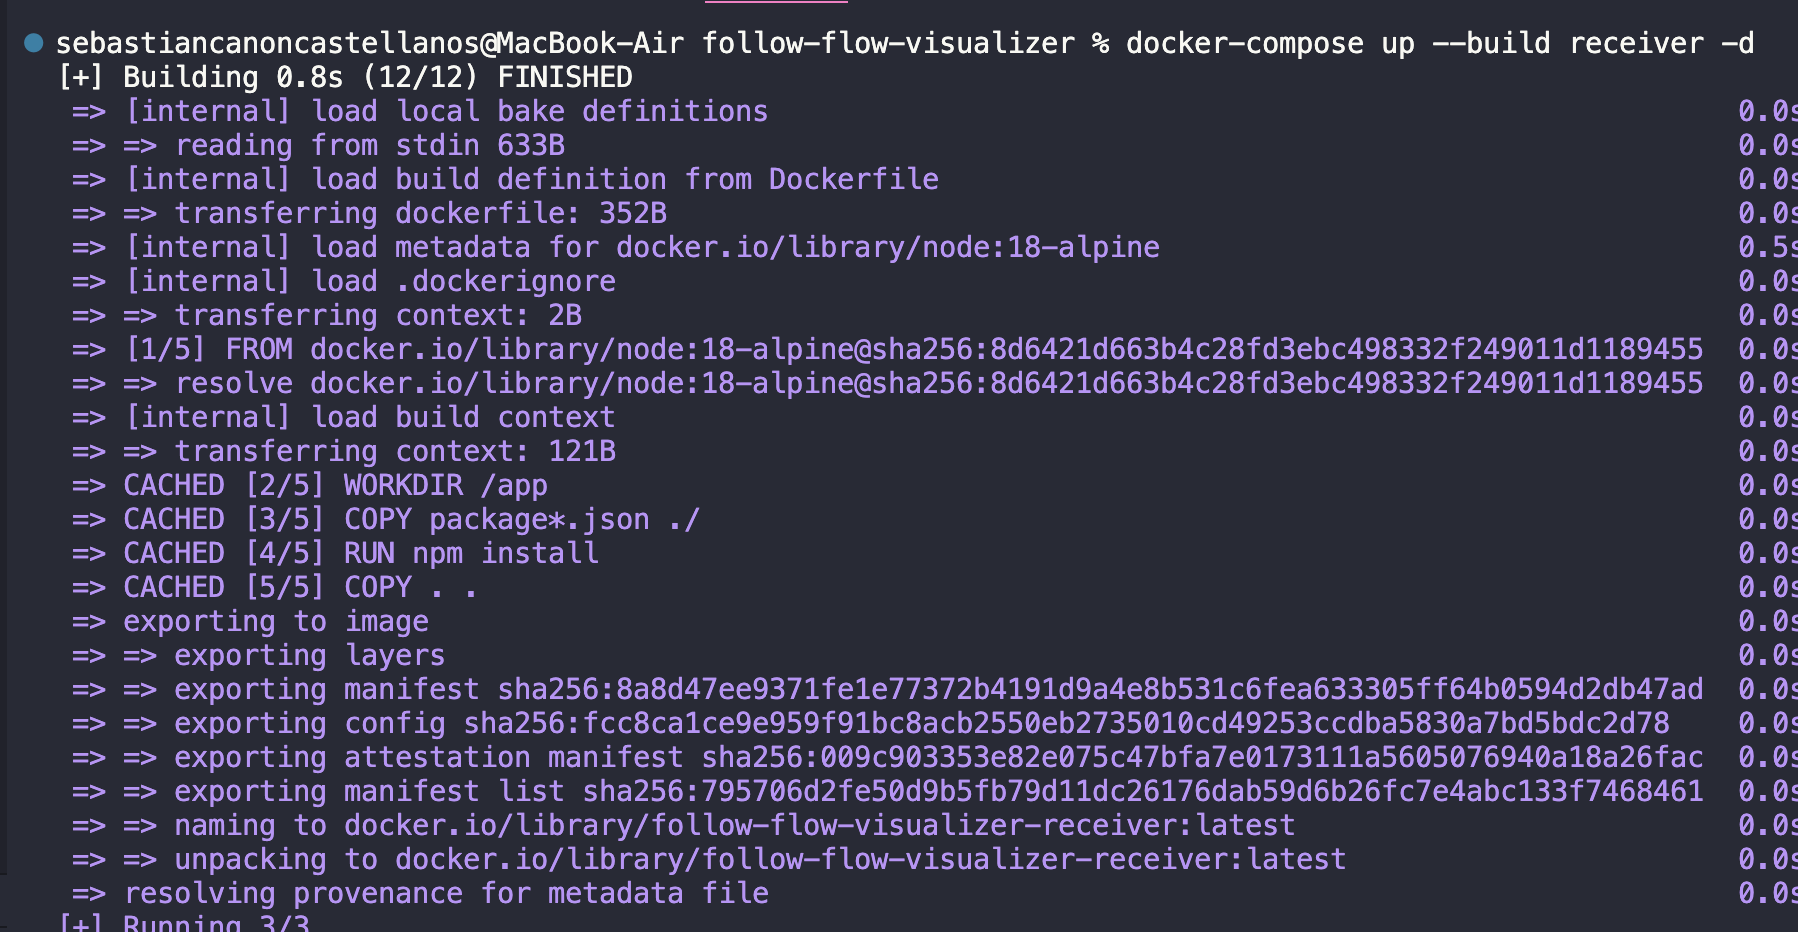 sebastiancanoncastellanos@MacBook-Air follow-flow-visualizer % docker-compose up --build receiver -d
[+] Building 0.8s (12/12) FINISHED
=> [internal] load local bake definitions 0.0s
=> => reading from stdin 633B 0.0s
=> [internal] load build definition from Dockerfile 0.0s
=> => transferring dockerfile: 352B 0.0s
=> [internal] load metadata for docker.io/library/node:18-alpine 0.5s
=> [internal] load .dockerignore 0.0s
=> => transferring context: 2B 0.0s
=> [1/5] FROM docker.io/library/node:18-alpine@sha256:8d6421d663b4c28fd3ebc498332f249011d1189455 0.0s
=> => resolve docker.io/library/node:18-alpine@sha256:8d6421d663b4c28fd3ebc498332f249011d1189455 0.0s
=> [internal] load build context 0.0s
=> => transferring context: 121B 0.0s
=> CACHED [2/5] WORKDIR /app 0.0s
=> CACHED [3/5] COPY package*.json ./ 0.0s
=> CACHED [4/5] RUN npm install 0.0s
=> CACHED [5/5] COPY . . 0.0s
=> exporting to image 0.0s
=> => exporting layers 0.0s
=> => exporting manifest sha256:8a8d47ee9371fe1e77372b4191d9a4e8b531c6fea633305ff64b0594d2db47ad 0.0s
=> => exporting config sha256:fcc8ca1ce9e959f91bc8acb2550eb2735010cd49253ccdba5830a7bd5bdc2d78 0.0s
=> => exporting attestation manifest sha256:009c903353e82e075c47bfa7e0173111a5605076940a18a26fac 0.0s
=> => exporting manifest list sha256:795706d2fe50d9b5fb79d11dc26176dab59d6b26fc7e4abc133f7468461 0.0s
=> => naming to docker.io/library/follow-flow-visualizer-receiver:latest 0.0s
=> => unpacking to docker.io/library/follow-flow-visualizer-receiver:latest 0.0s
=> resolving provenance for metadata file 0.0s
[+] Running 3/3